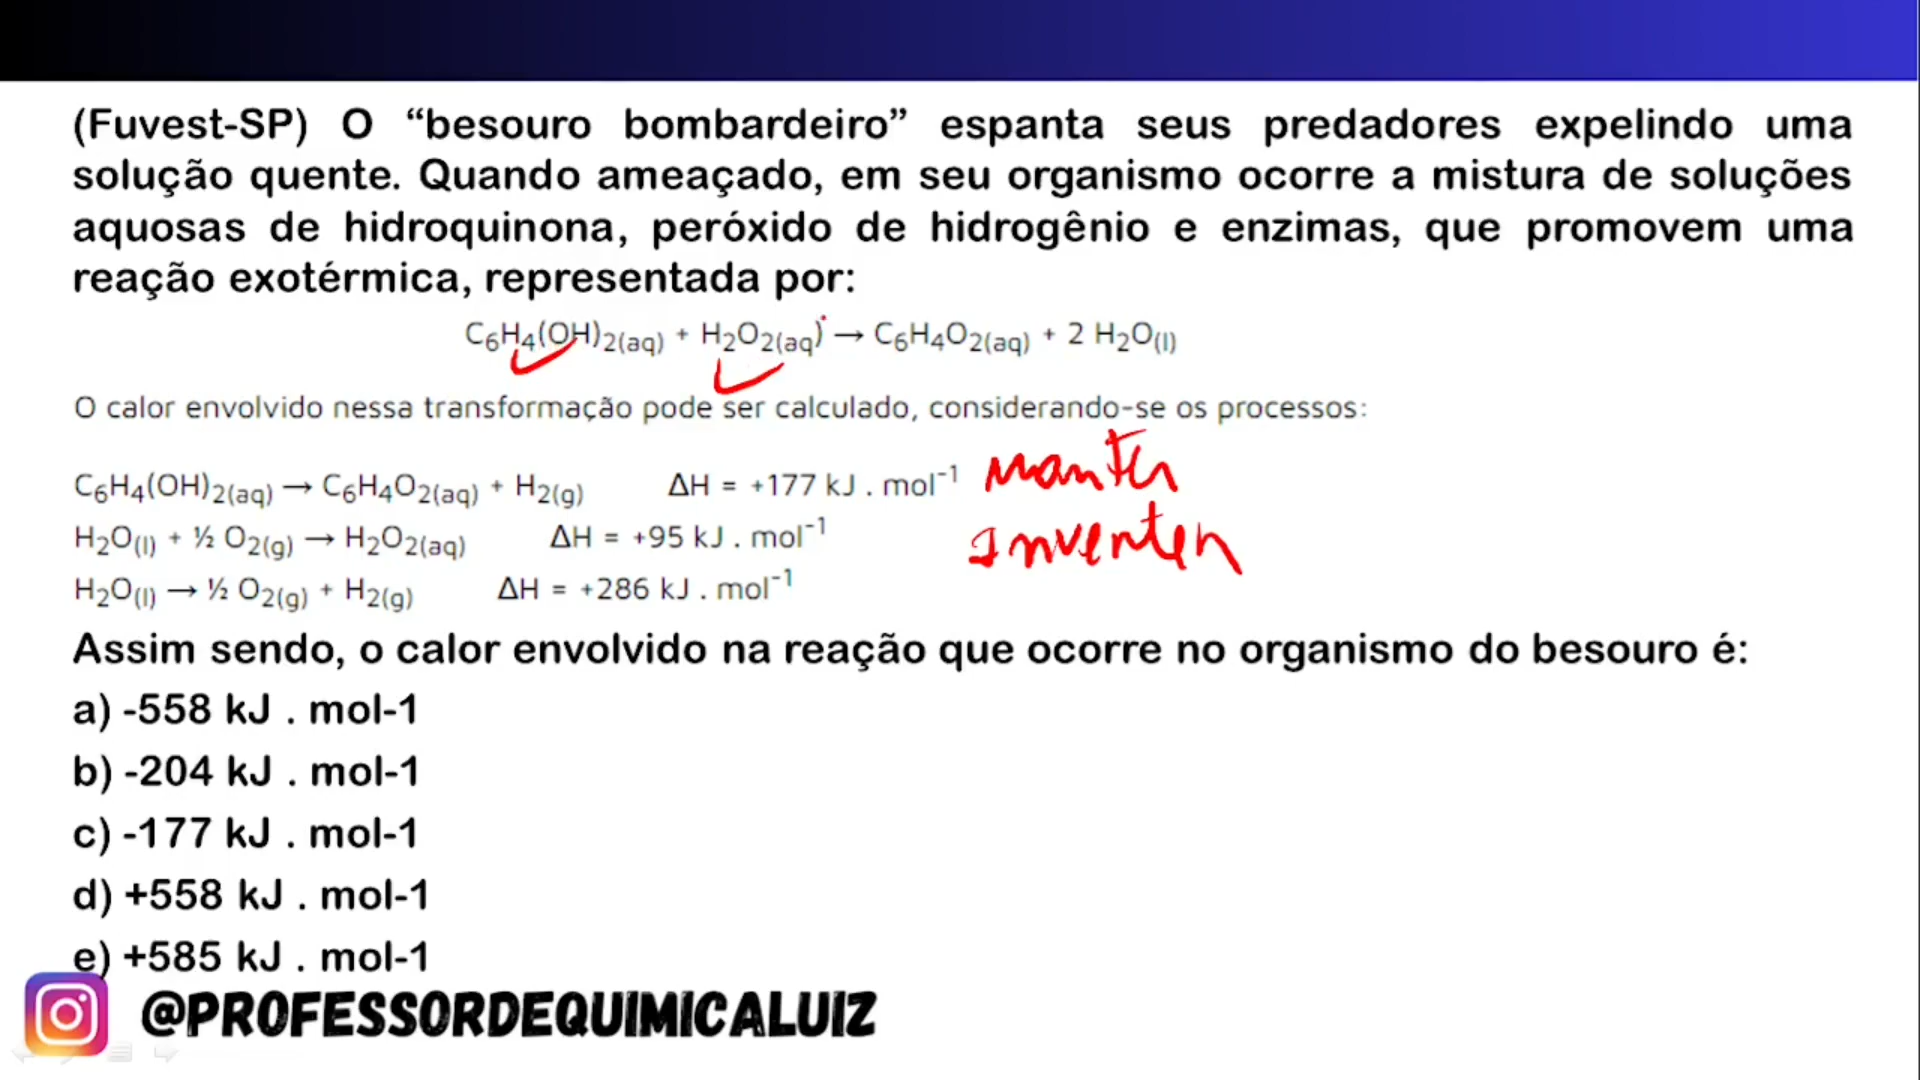 (Fuvest-SP) O “besouro bombardeiro” espanta seus predadores expelindo uma
solução quente. Quando ameaçado, em seu organismo ocorre a mistura de soluções
aquosas de hidroquinona, peróxido de hidrogênio e enzimas, que promovem uma
reação exotérmica, representada por:
C₆H₄(OH)₂(aq) + H₂O₂(aq) → C₆H₄O₂(aq) + 2 H₂O(l)
O calor envolvido nessa transformação pode ser calculado, considerando-se os processos:
C₆H₄(OH)₂(aq) → C₆H₄O₂(aq) + H₂(g) ΔH = +177 kJ . mol⁻¹ manter
H₂O(l) + ½ O₂(g) → H₂O₂(aq) ΔH = +95 kJ . mol⁻¹ Inverter
H₂O(l) → ½ O₂(g) + H₂(g) ΔH = +286 kJ . mol⁻¹
Assim sendo, o calor envolvido na reação que ocorre no organismo do besouro é:
a) -558 kJ . mol-1
b) -204 kJ . mol-1
c) -177 kJ . mol-1
d) +558 kJ . mol-1
e) +585 kJ . mol-1
@PROFESSORDEQUIMICALUIZ